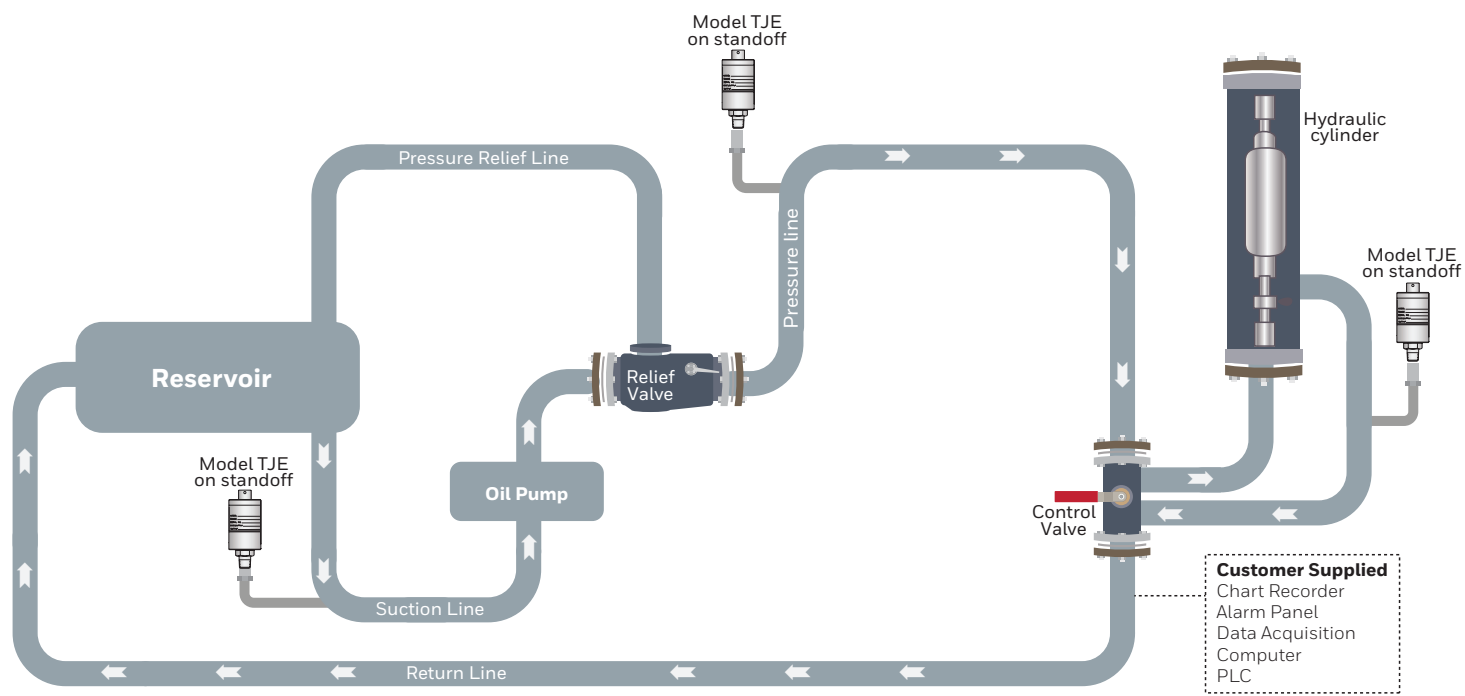 Model TJE
on standoff
Pressure Relief Line
Pressure line
Hydraulic
cylinder
Model TJE
on standoff
Reservoir
Relief
Valve
Model TJE
on standoff
Oil Pump
Control
Valve
Suction Line
Return Line
Customer Supplied
Chart Recorder
Alarm Panel
Data Acquisition
Computer
PLC